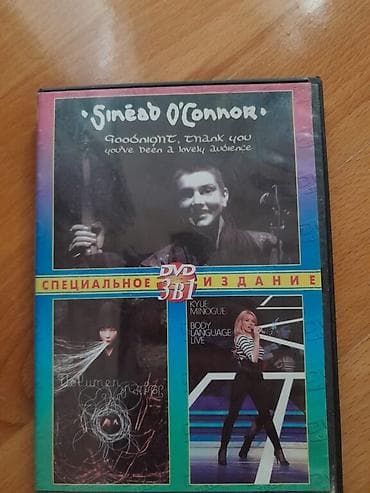 ·Sinéad O'Connor·
goodnight, thank you
you've been a lovely audience
СПЕЦИАЛЬНОЕ DVD 3В1 ИЗДАНИЕ
Volumen
KYLIE
MINOGUE
BODY
LANGUAGE
LIVE